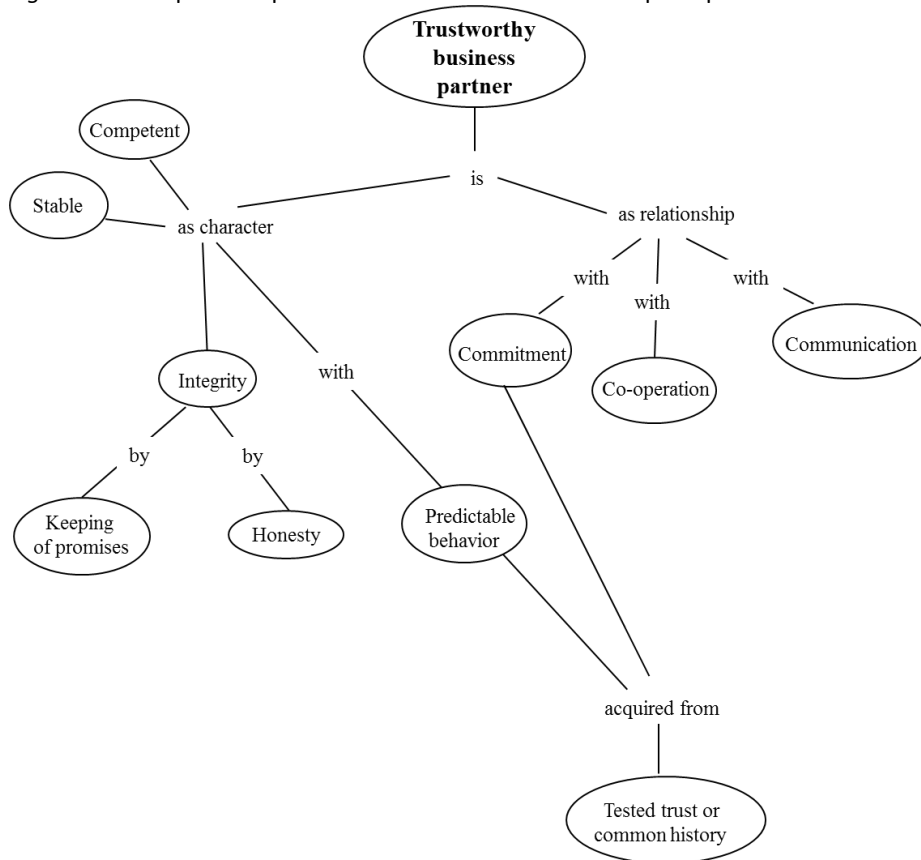 Trustworthy
business
partner
Competent
is
Stable
as character
as relationship
with
with
with
Commitment
Communication
Co-operation
Integrity
with
by
by
Keeping
of promises
Honesty
Predictable
behavior
acquired from
Tested trust or
common history